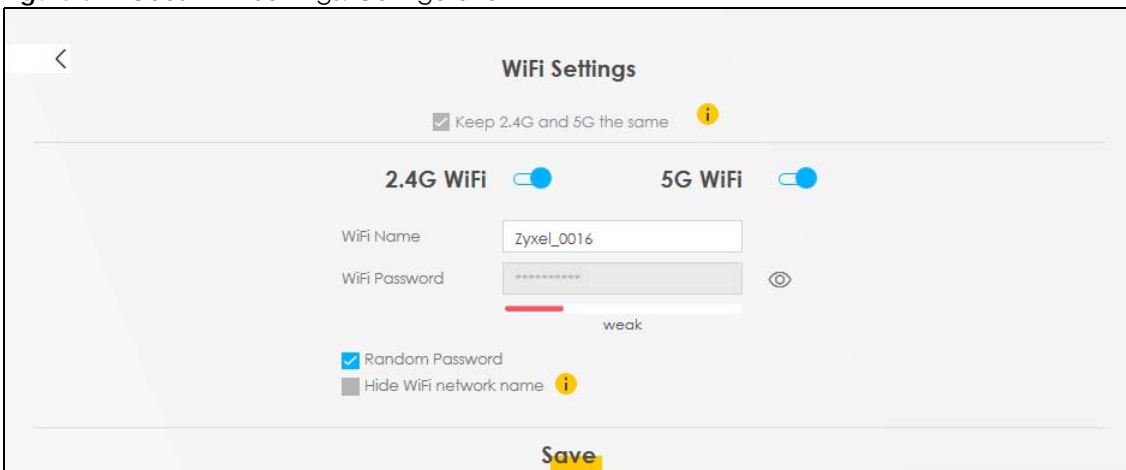 WiFi Settings
Keep 2.4G and 5G the same
2.4G WiFi 5G WiFi
WiFi Name Zyxel_0016
WiFi Password **********
weak
Random Password
Hide WiFi network name
Save